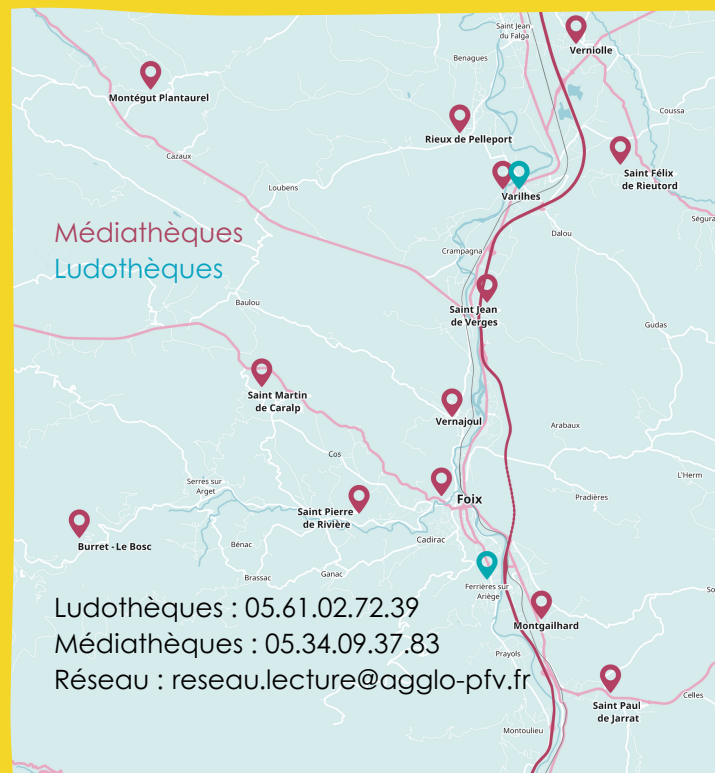 Saint Jean
du Falga
Verniolle
Benagues
Montégut Plantaurel
Coussa
Rieux de Pelleport
Cazaux
Saint Félix
de Rieutord
Loubens
Varilhes
Ségura
Médiathèques
Ludothèques
Dalou
Crampagna
Baulou
Saint Jean
de Verges
Gudas
Saint Martin
de Caralp
Vernajoul
Arabaux
Cos
L'Herm
Serres sur
Arget
Foix
Pradières
Saint Pierre
de Rivière
Burret - Le Bosc
Bénac
Cadirac
Brassac
Ganac
Ferrières sur
Ariège
So
Ludothèques : 05.61.02.72.39
Montgailhard
Médiathèques : 05.34.09.37.83
Prayols
Réseau : reseau.lecture@agglo-pfv.fr
Celles
Saint Paul
de Jarrat
Montoulieu